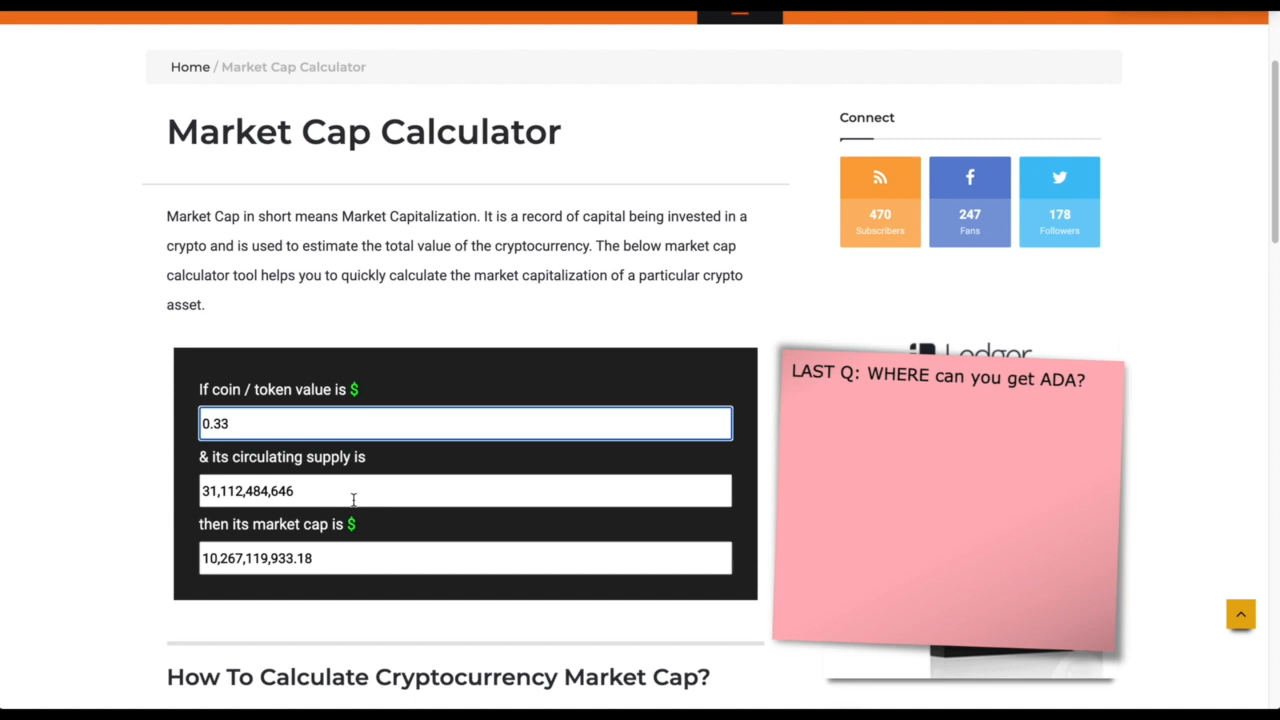 Home / Market Cap Calculator
Market Cap Calculator
Market Cap in short means Market Capitalization. It is a record of capital being invested in a
crypto and is used to estimate the total value of the cryptocurrency. The below market cap
calculator tool helps you to quickly calculate the market capitalization of a particular crypto
asset.
If coin / token value is $
0.33
& its circulating supply is
31,112,484,646
then its market cap is $
10,267,119,933.18
How To Calculate Cryptocurrency Market Cap?
Connect
470
Subscribers
247
Fans
178
Followers
Ledger
LAST Q: WHERE can you get ADA?